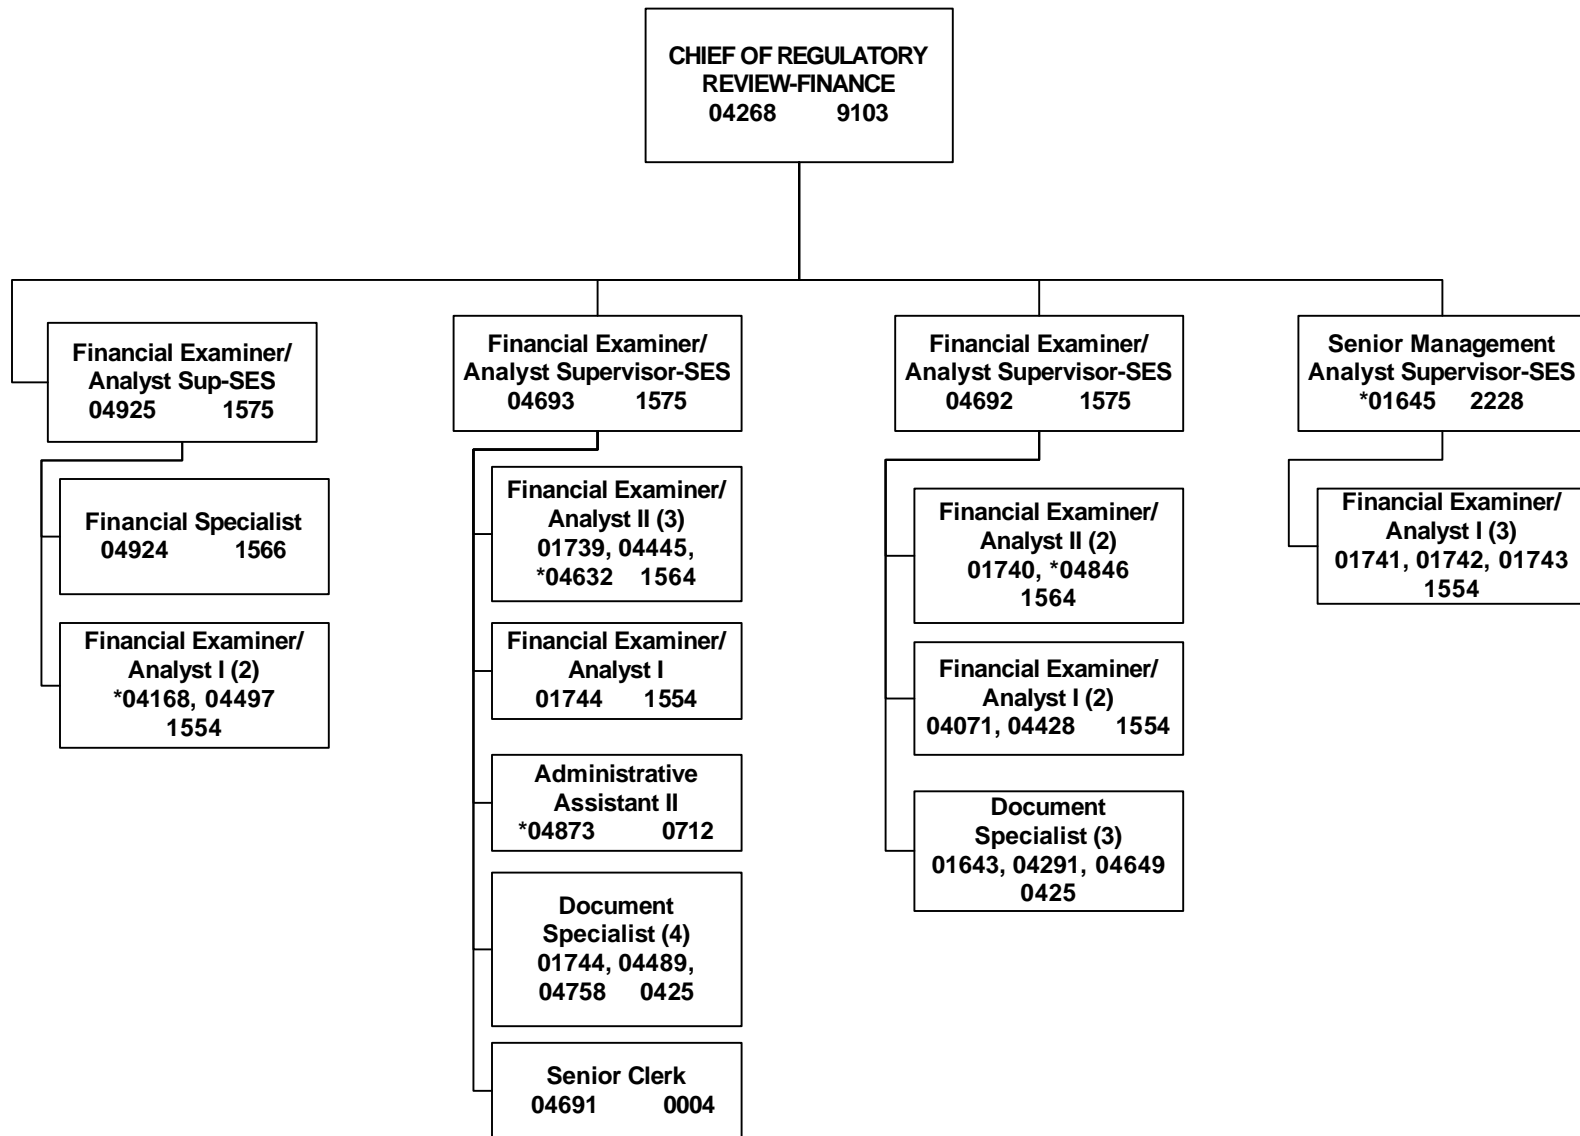 CHIEF OF REGULATORY
REVIEW-FINANCE
04268 9103
Financial Examiner/
Analyst Sup-SES
04925 1575
Financial Specialist
04924 1566
Financial Examiner/
Analyst I (2)
*04168, 04497
1554
Financial Examiner/
Analyst Supervisor-SES
04693 1575
Financial Examiner/
Analyst II (3)
01739, 04445,
*04632 1564
Financial Examiner/
Analyst I
01744 1554
Administrative
Assistant II
*04873 0712
Document
Specialist (4)
01744, 04489,
04758 0425
Senior Clerk
04691 0004
Financial Examiner/
Analyst Supervisor-SES
04692 1575
Financial Examiner/
Analyst II (2)
01740, *04846
1564
Financial Examiner/
Analyst I (2)
04071, 04428 1554
Document
Specialist (3)
01643, 04291, 04649
0425
Senior Management
Analyst Supervisor-SES
*01645 2228
Financial Examiner/
Analyst I (3)
01741, 01742, 01743
1554